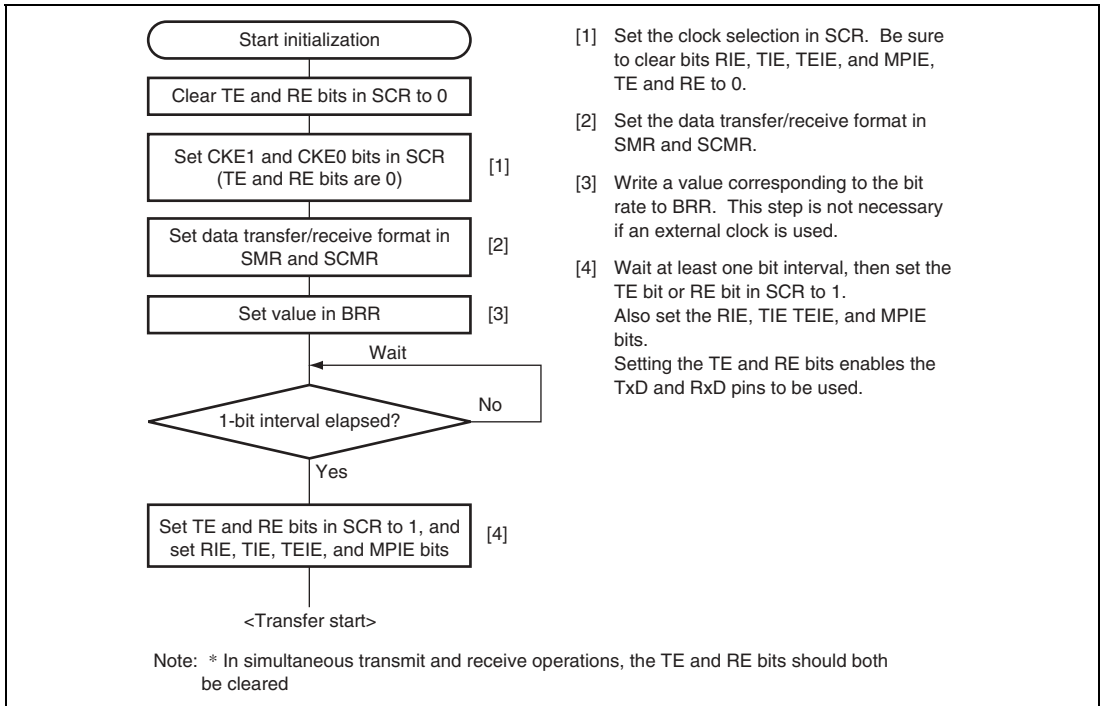 Start initialization
Clear TE and RE bits in SCR to 0
Set CKE1 and CKE0 bits in SCR
(TE and RE bits are 0)
[1]
Set data transfer/receive format in
SMR and SCMR
[2]
Set value in BRR
[3]
Wait
1-bit interval elapsed?
No
Yes
Set TE and RE bits in SCR to 1, and
set RIE, TIE, TEIE, and MPIE bits
[4]
<Transfer start>
[1] Set the clock selection in SCR. Be sure
to clear bits RIE, TIE, TEIE, and MPIE,
TE and RE to 0.
[2] Set the data transfer/receive format in
SMR and SCMR.
[3] Write a value corresponding to the bit
rate to BRR. This step is not necessary
if an external clock is used.
[4] Wait at least one bit interval, then set the
TE bit or RE bit in SCR to 1.
Also set the RIE, TIE TEIE, and MPIE
bits.
Setting the TE and RE bits enables the
TxD and RxD pins to be used.
Note: * In simultaneous transmit and receive operations, the TE and RE bits should both
be cleared